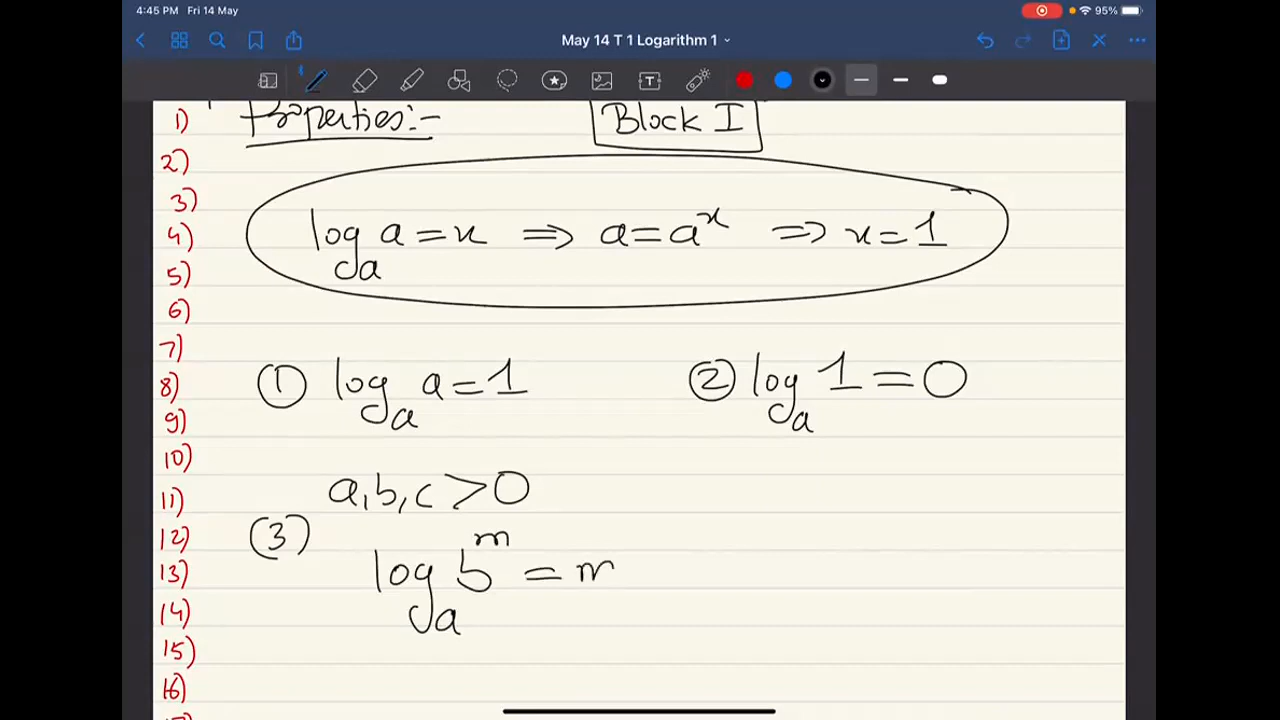 4:45 PM Fri 14 May 95%
May 14 T 1 Logarithm 1
T
Properties:- Block I
1)
2)
3)
4) log_a a = x ⇒ a = a^x ⇒ x = 1
5)
6)
7)
8) ① log_a a = 1 ② log_a 1 = 0
9)
10)
11) a, b, c > 0
12) (3)
13) log_a b^m = m
14)
15)
16)